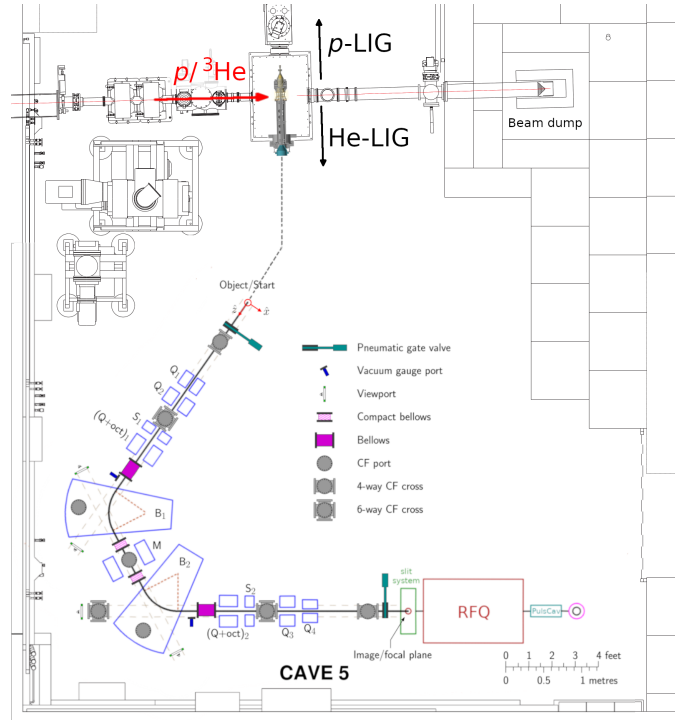 p-LIG
p/ ³He
He-LIG
Beam dump
Object/Start
ẑ
x̂
Q₁
Q₂
S₁
(Q+oct)₁
B₁
M
B₂
S₂
(Q+oct)₂
Q₃
Q₄
Pneumatic gate valve
Vacuum gauge port
Viewport
Compact bellows
Bellows
CF port
4-way CF cross
6-way CF cross
slit
system
RFQ
PulsCav
Image/focal plane
CAVE 5
0 1 2 3 4 feet
0 0.5 1 metres